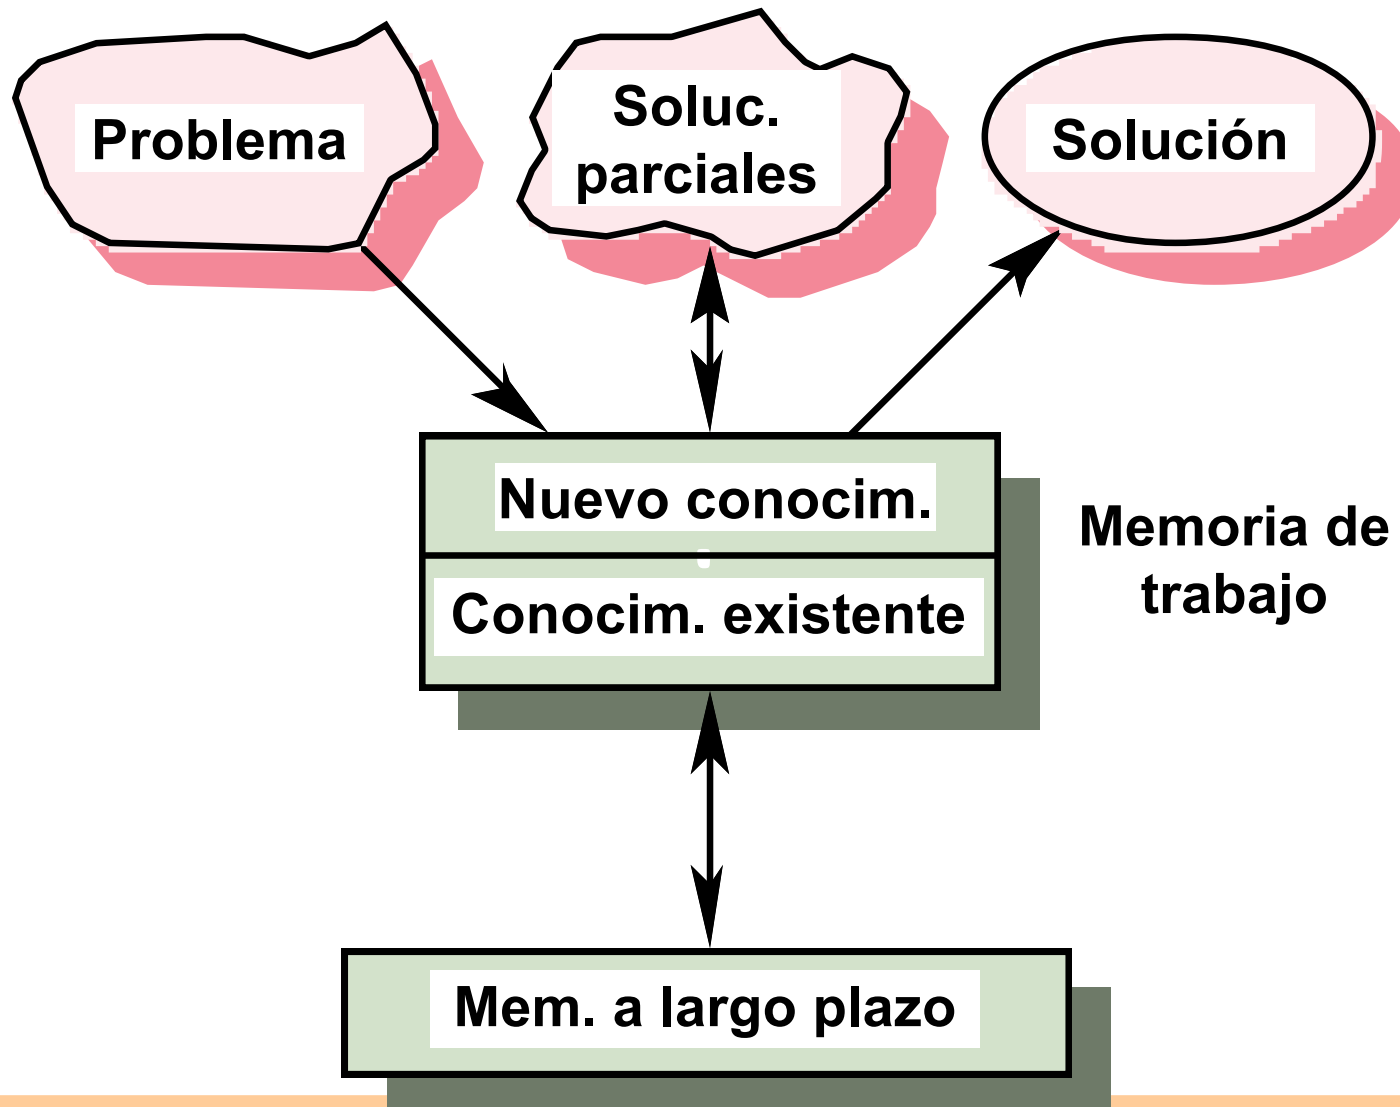 Problema
Soluc.
parciales
Solución
Nuevo conocim.
Conocim. existente
Memoria de
trabajo
Mem. a largo plazo